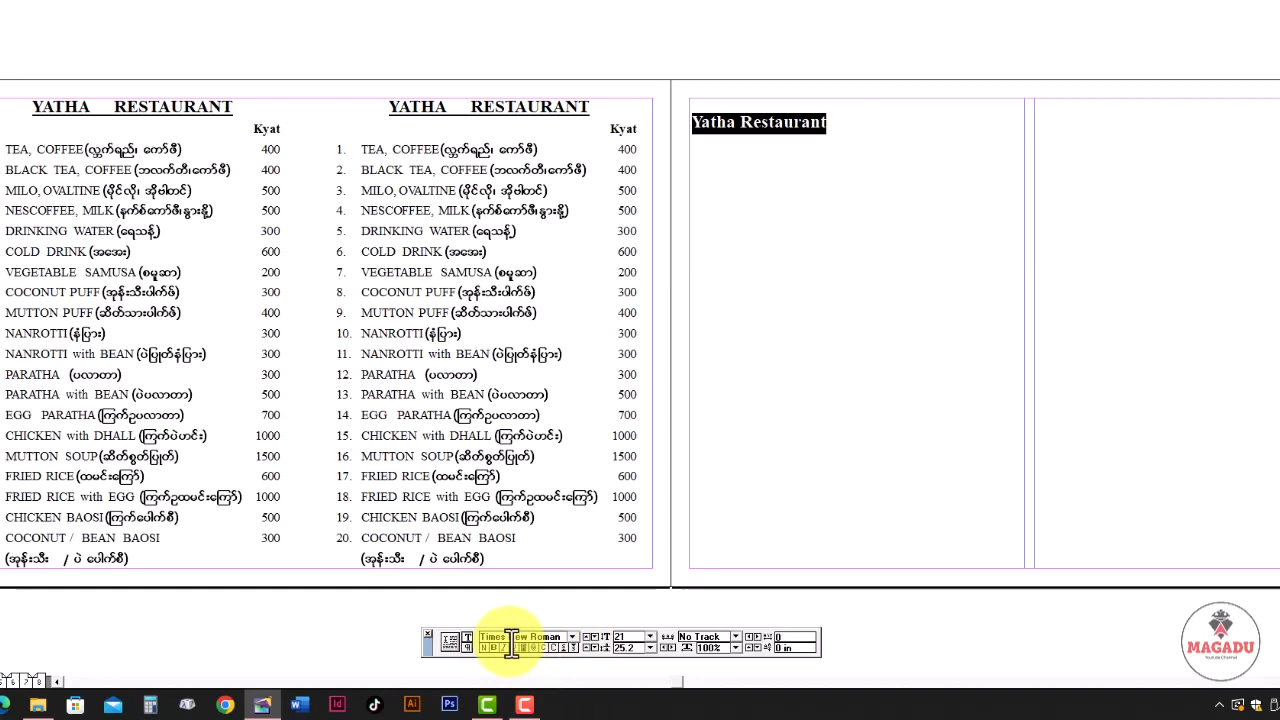 YATHA RESTAURANT
Kyat
TEA, COFFEE (လ္ဘက်ရည်၊ ကော်ဖီ) 400
BLACK TEA, COFFEE (ဘလက်တီ၊ကော်ဖီ) 400
MILO, OVALTINE (မိုင်လို၊ အိုဗါတင်) 500
NESCOFFEE, MILK (နက်စ်ကော်ဖီ၊နွားနို့) 500
DRINKING WATER (ရေသန့်) 300
COLD DRINK (အအေး) 600
VEGETABLE SAMUSA (စမူဆာ) 200
COCONUT PUFF (အုန်းသီးပါက်ဖ်) 300
MUTTON PUFF (ဆိတ်သားပါက်ဖ်) 400
NANROTTI (နံပြား) 300
NANROTTI with BEAN (ပဲပြုတ်နံပြား) 300
PARATHA (ပလာတာ) 300
PARATHA with BEAN (ပဲပလာတာ) 500
EGG PARATHA (ကြက်ဥပလာတာ) 700
CHICKEN with DHALL (ကြက်ပဲဟင်း) 1000
MUTTON SOUP (ဆိတ်စွတ်ပြုတ်) 1500
FRIED RICE (ထမင်းကြော်) 600
FRIED RICE with EGG (ကြက်ဥထမင်းကြော်) 1000
CHICKEN BAOSI (ကြက်ပေါက်စီ) 500
COCONUT / BEAN BAOSI 300
(အုန်းသီး / ပဲ ပေါက်စီ)
YATHA RESTAURANT
Kyat
1. TEA, COFFEE (လ္ဘက်ရည်၊ ကော်ဖီ) 400
2. BLACK TEA, COFFEE (ဘလက်တီ၊ကော်ဖီ) 400
3. MILO, OVALTINE (မိုင်လို၊ အိုဗါတင်) 500
4. NESCOFFEE, MILK (နက်စ်ကော်ဖီ၊နွားနို့) 500
5. DRINKING WATER (ရေသန့်) 300
6. COLD DRINK (အအေး) 600
7. VEGETABLE SAMUSA (စမူဆာ) 200
8. COCONUT PUFF (အုန်းသီးပါက်ဖ်) 300
9. MUTTON PUFF (ဆိတ်သားပါက်ဖ်) 400
10. NANROTTI (နံပြား) 300
11. NANROTTI with BEAN (ပဲပြုတ်နံပြား) 300
12. PARATHA (ပလာတာ) 300
13. PARATHA with BEAN (ပဲပလာတာ) 500
14. EGG PARATHA (ကြက်ဥပလာတာ) 700
15. CHICKEN with DHALL (ကြက်ပဲဟင်း) 1000
16. MUTTON SOUP (ဆိတ်စွတ်ပြုတ်) 1500
17. FRIED RICE (ထမင်းကြော်) 600
18. FRIED RICE with EGG (ကြက်ဥထမင်းကြော်) 1000
19. CHICKEN BAOSI (ကြက်ပေါက်စီ) 500
20. COCONUT / BEAN BAOSI 300
(အုန်းသီး / ပဲ ပေါက်စီ)
Yatha Restaurant
Times New Roman 21 No Track 0
25.2 100% 0 in
MAGADU
Youtube Channel